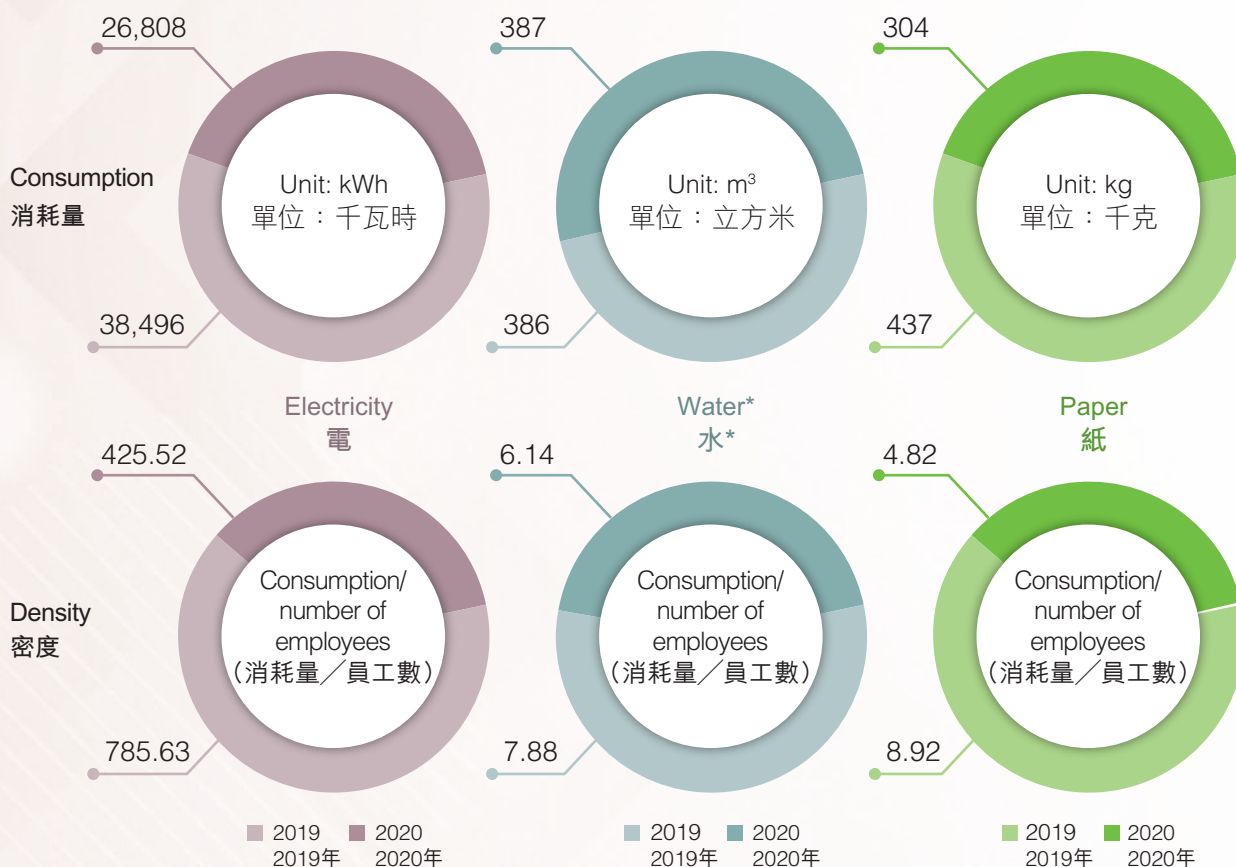 26,808
387
304
Consumption
消耗量
Unit: kWh
單位：千瓦時
Unit: m³
單位：立方米
Unit: kg
單位：千克
38,496
386
437
Electricity
電
Water*
水*
Paper
紙
425.52
6.14
4.82
Density
密度
Consumption/
number of
employees
（消耗量／員工數）
Consumption/
number of
employees
（消耗量／員工數）
Consumption/
number of
employees
（消耗量／員工數）
785.63
7.88
8.92
2019 2020
2019年 2020年
2019 2020
2019年 2020年
2019 2020
2019年 2020年